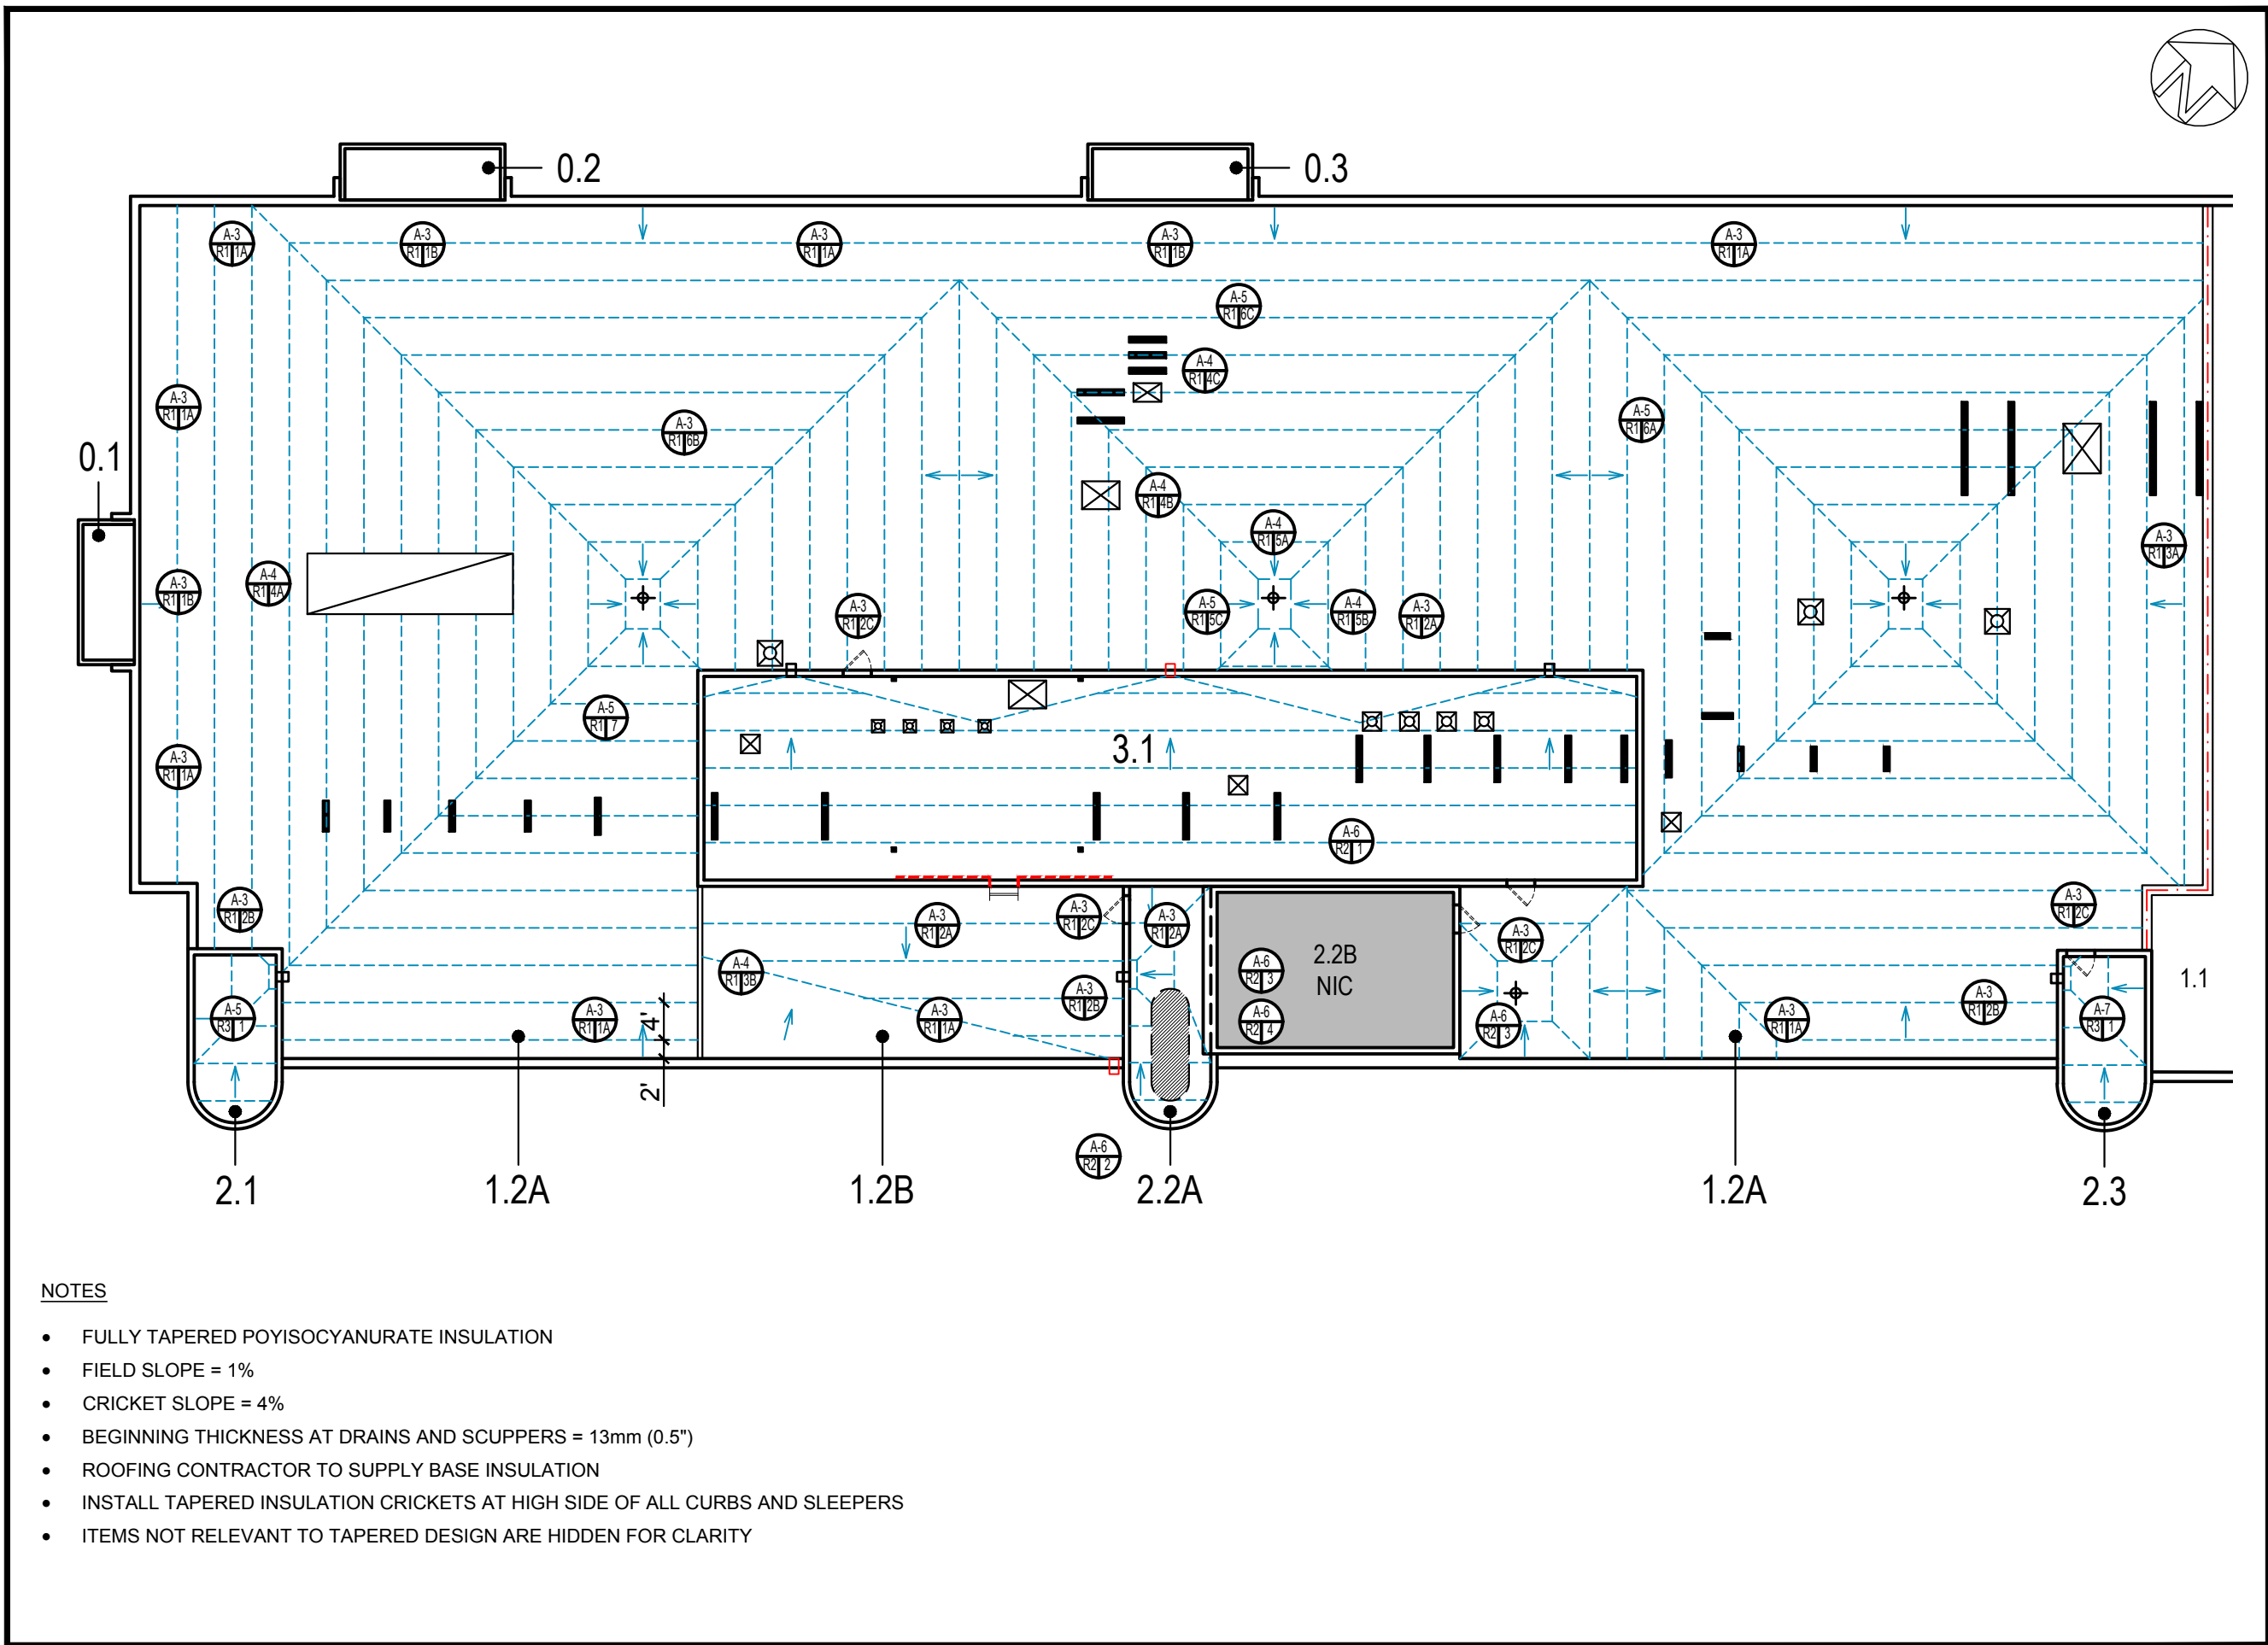 0.2
0.3
A-3
R1 1A
A-3
R1 1B
A-3
R1 1A
A-3
R1 1B
A-3
R1 1A
A-5
R1 6C
A-4
R1 4C
A-3
R1 1A
A-3
R1 6B
A-5
R1 6A
0.1
A-4
R1 4B
A-4
R1 5A
A-3
R1 3A
A-3
R1 1B
A-4
R1 4A
A-3
R1 2C
A-5
R1 5C
A-4
R1 5B
A-3
R1 2A
A-5
R1 7
3.1
A-3
R1 1A
A-6
R2 1
A-3
R1 2B
A-3
R1 2A
A-3
R1 2C
A-3
R1 2A
A-3
R1 2C
A-3
R1 2C
2.2B
NIC
A-4
R1 3B
A-6
R2 3
A-3
R1 2B
A-3
R1 2B
1.1
A-5
R3 1
A-3
R1 1A
4'
2'
A-3
R1 1A
A-6
R2 4
A-6
R2 3
A-3
R1 1A
A-7
R3 1
A-6
R2 2
2.1
1.2A
1.2B
2.2A
1.2A
2.3
NOTES
• FULLY TAPERED POYISOCYANURATE INSULATION
• FIELD SLOPE = 1%
• CRICKET SLOPE = 4%
• BEGINNING THICKNESS AT DRAINS AND SCUPPERS = 13mm (0.5")
• ROOFING CONTRACTOR TO SUPPLY BASE INSULATION
• INSTALL TAPERED INSULATION CRICKETS AT HIGH SIDE OF ALL CURBS AND SLEEPERS
• ITEMS NOT RELEVANT TO TAPERED DESIGN ARE HIDDEN FOR CLARITY